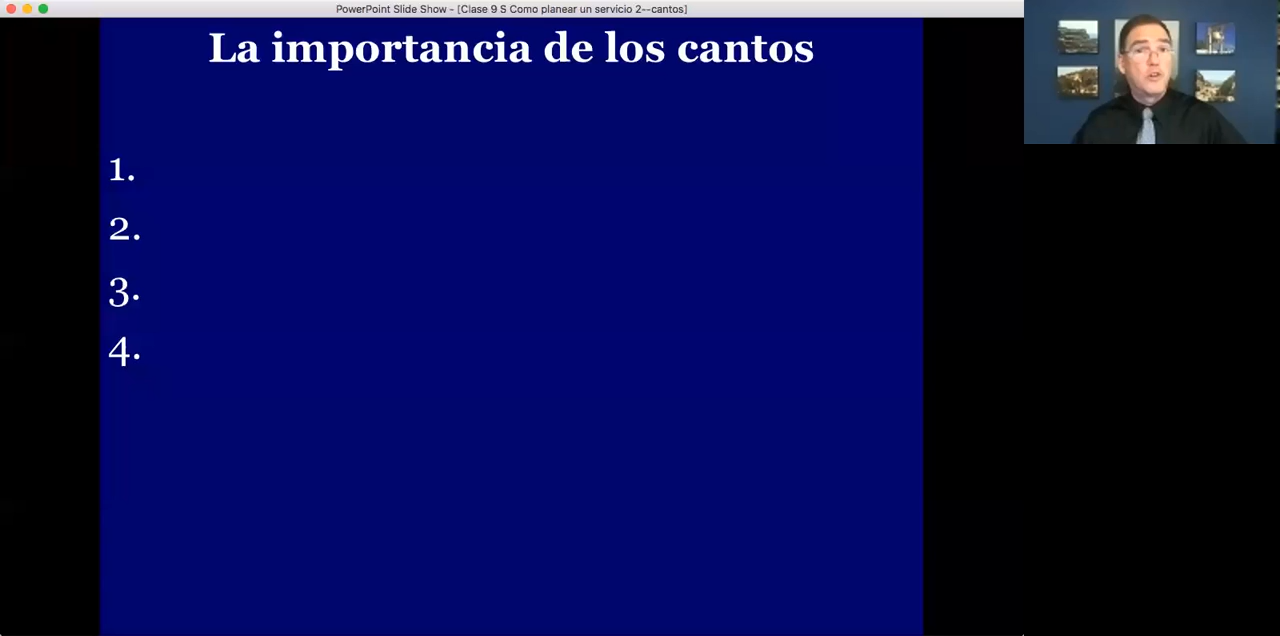 PowerPoint Slide Show - [Clase 9 S Como planear un servicio 2--cantos]
La importancia de los cantos
1.
2.
3.
4.